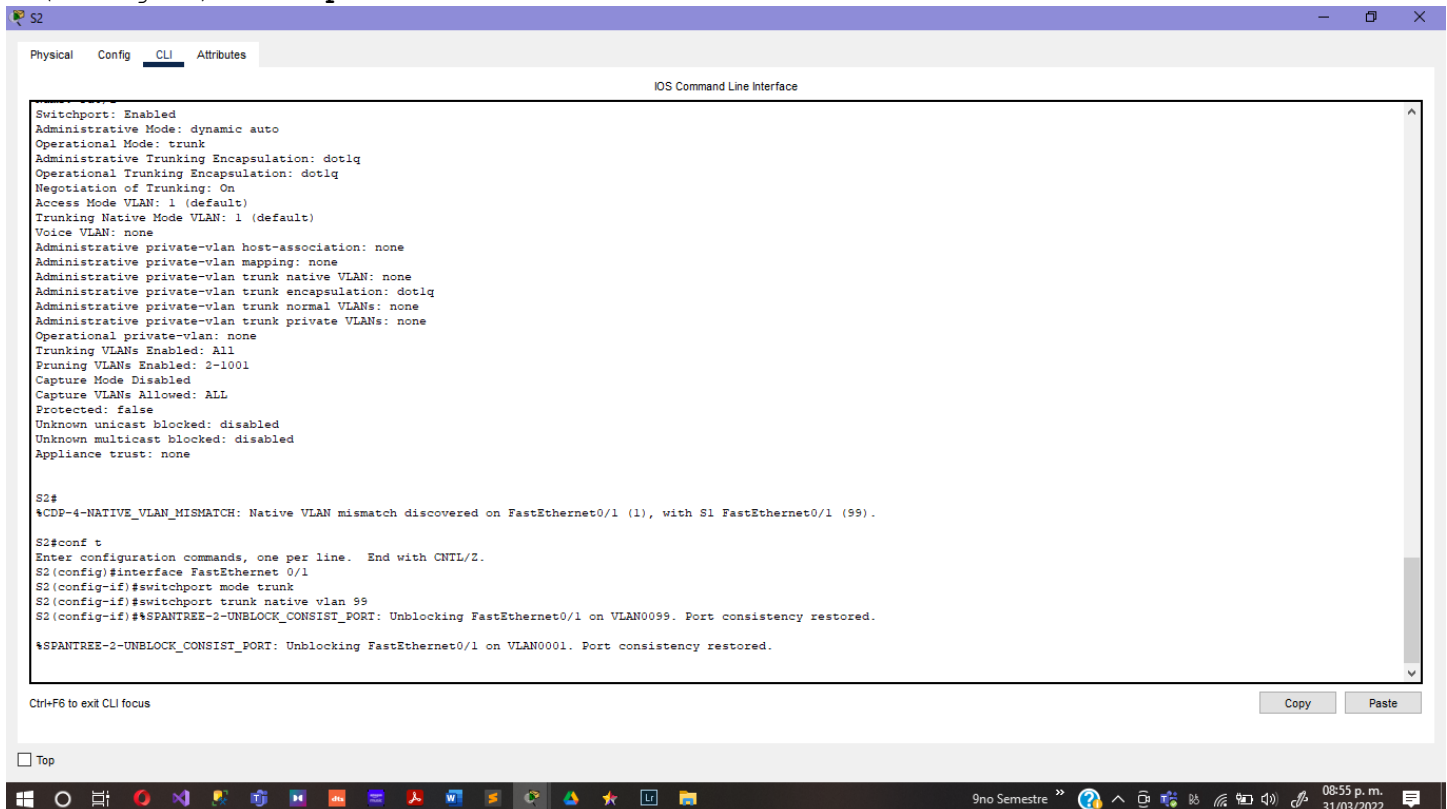 S2
Physical Config CLI Attributes
IOS Command Line Interface
Switchport: Enabled
Administrative Mode: dynamic auto
Operational Mode: trunk
Administrative Trunking Encapsulation: dot1q
Operational Trunking Encapsulation: dot1q
Negotiation of Trunking: On
Access Mode VLAN: 1 (default)
Trunking Native Mode VLAN: 1 (default)
Voice VLAN: none
Administrative private-vlan host-association: none
Administrative private-vlan mapping: none
Administrative private-vlan trunk native VLAN: none
Administrative private-vlan trunk encapsulation: dot1q
Administrative private-vlan trunk normal VLANs: none
Administrative private-vlan trunk private VLANs: none
Operational private-vlan: none
Trunking VLANs Enabled: All
Pruning VLANs Enabled: 2-1001
Capture Mode Disabled
Capture VLANs Allowed: ALL
Protected: false
Unknown unicast blocked: disabled
Unknown multicast blocked: disabled
Appliance trust: none
S2#
%CDP-4-NATIVE_VLAN_MISMATCH: Native VLAN mismatch discovered on FastEthernet0/1 (1), with S1 FastEthernet0/1 (99).
S2#conf t
Enter configuration commands, one per line. End with CNTL/Z.
S2(config)#interface FastEthernet 0/1
S2(config-if)#switchport mode trunk
S2(config-if)#switchport trunk native vlan 99
S2(config-if)#%SPANTREE-2-UNBLOCK_CONSIST_PORT: Unblocking FastEthernet0/1 on VLAN0099. Port consistency restored.
%SPANTREE-2-UNBLOCK_CONSIST_PORT: Unblocking FastEthernet0/1 on VLAN0001. Port consistency restored.
Ctrl+F6 to exit CLI focus
Copy Paste
Top
9no Semestre
08:55 p. m.
31/03/2022